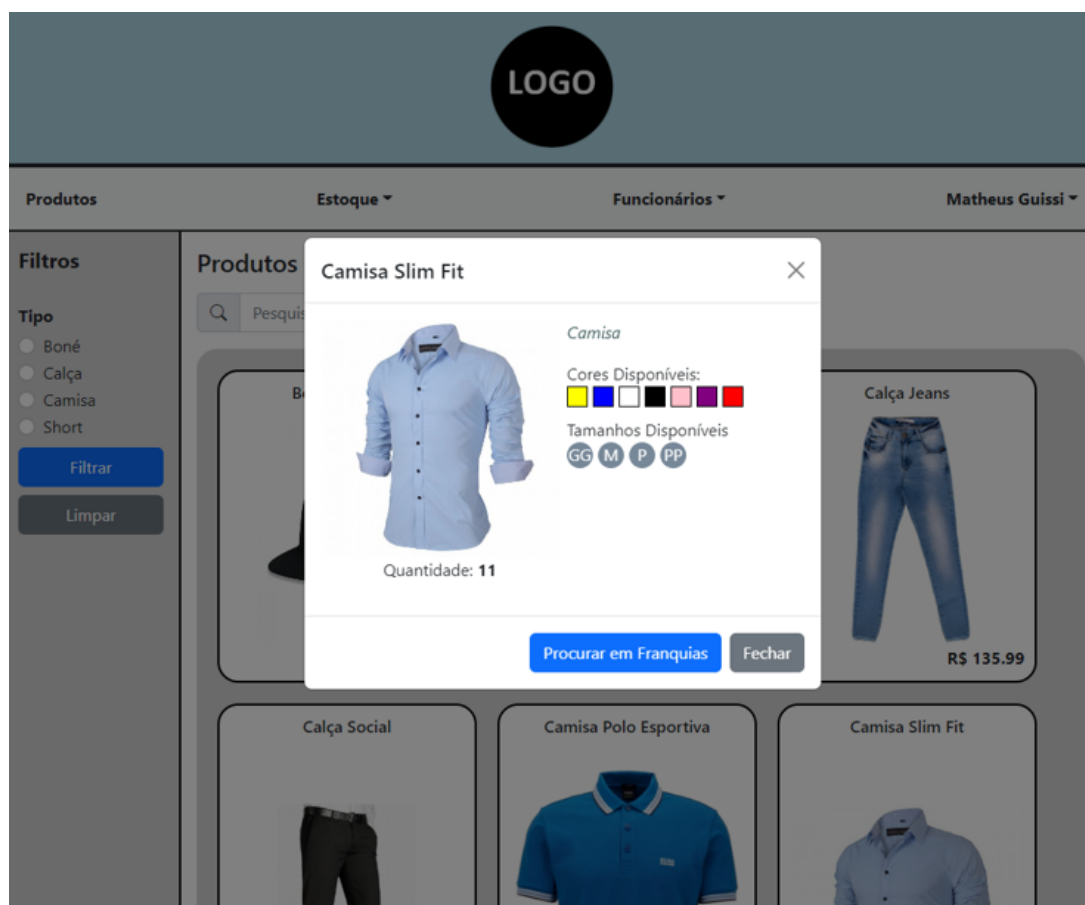 LOGO
Produtos Estoque Funcionários Matheus Guissi
Filtros
Tipo
Boné
Calça
Camisa
Short
Filtrar
Limpar
Produtos
Pesquis
Camisa Slim Fit
Camisa
Cores Disponíveis:
Tamanhos Disponíveis
GG M P PP
Quantidade: 11
Procurar em Franquias Fechar
B
Calça Jeans
R$ 135.99
Calça Social Camisa Polo Esportiva Camisa Slim Fit